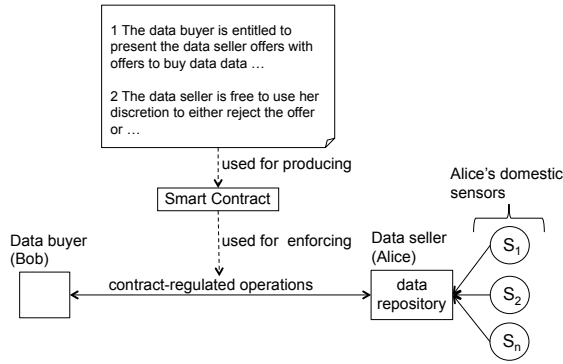 1 The data buyer is entitled to
present the data seller offers with
offers to buy data data …
2 The data seller is free to use her
discretion to either reject the offer
or …
used for producing
Smart Contract
used for enforcing
Alice's domestic
sensors
Data buyer
(Bob)
contract-regulated operations
Data seller
(Alice)
data
repository
S1
S2
Sn